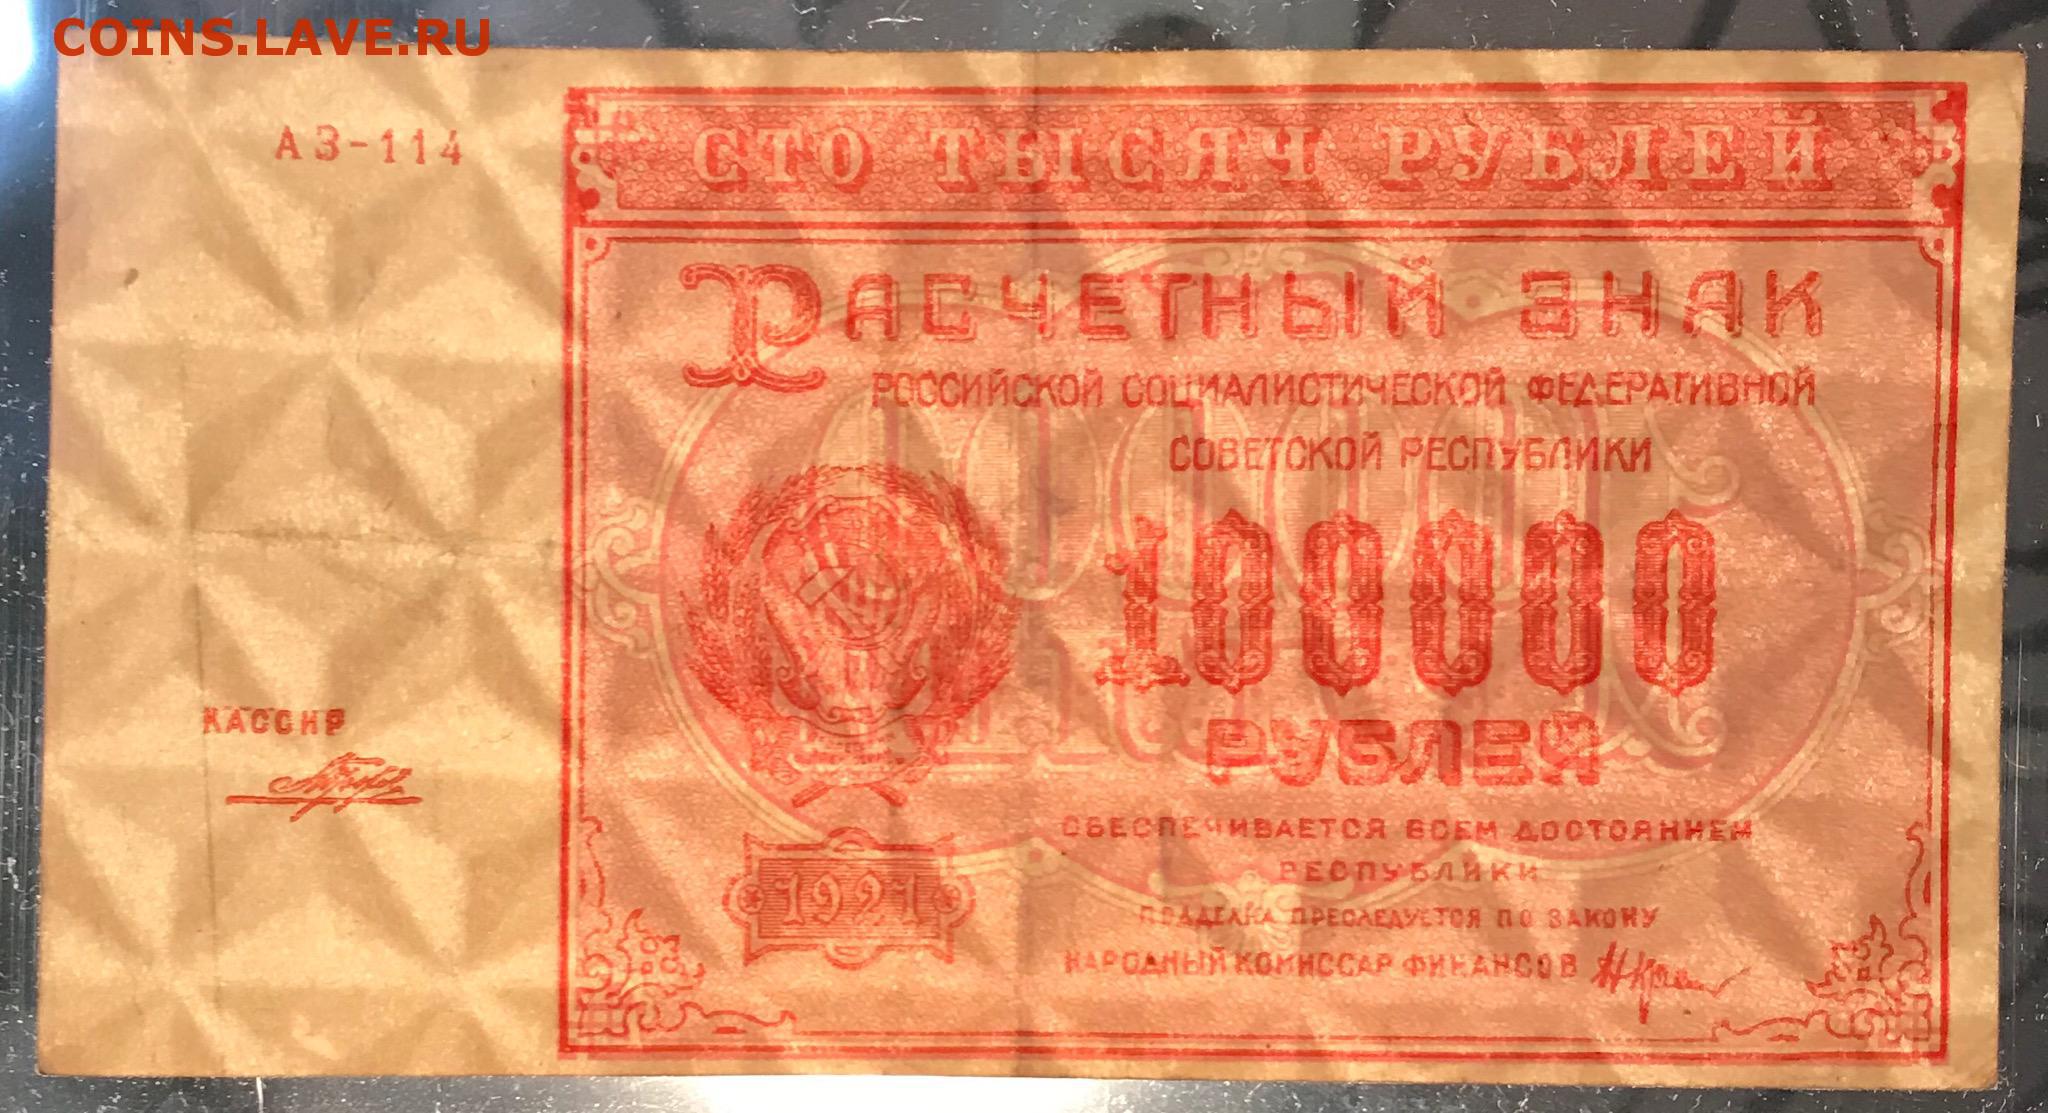 COINS.LAVE.RU
АЗ-114
СТО ТЫСЯЧ РУБЛЕЙ
РАСЧЕТНЫЙ ЗНАК
РОССИЙСКОЙ СОЦИАЛИСТИЧЕСКОЙ ФЕДЕРАТИВНОЙ
СОВЕТСКОЙ РЕСПУБЛИКИ
100000
РУБЛЕЙ
КАССИР
ОБЕСПЕЧИВАЕТСЯ ВСЕМ ДОСТОЯНИЕМ
РЕСПУБЛИКИ
1921
ПОДДЕЛКА ПРЕСЛЕДУЕТСЯ ПО ЗАКОНУ
НАРОДНЫЙ КОМИССАР ФИНАНСОВ